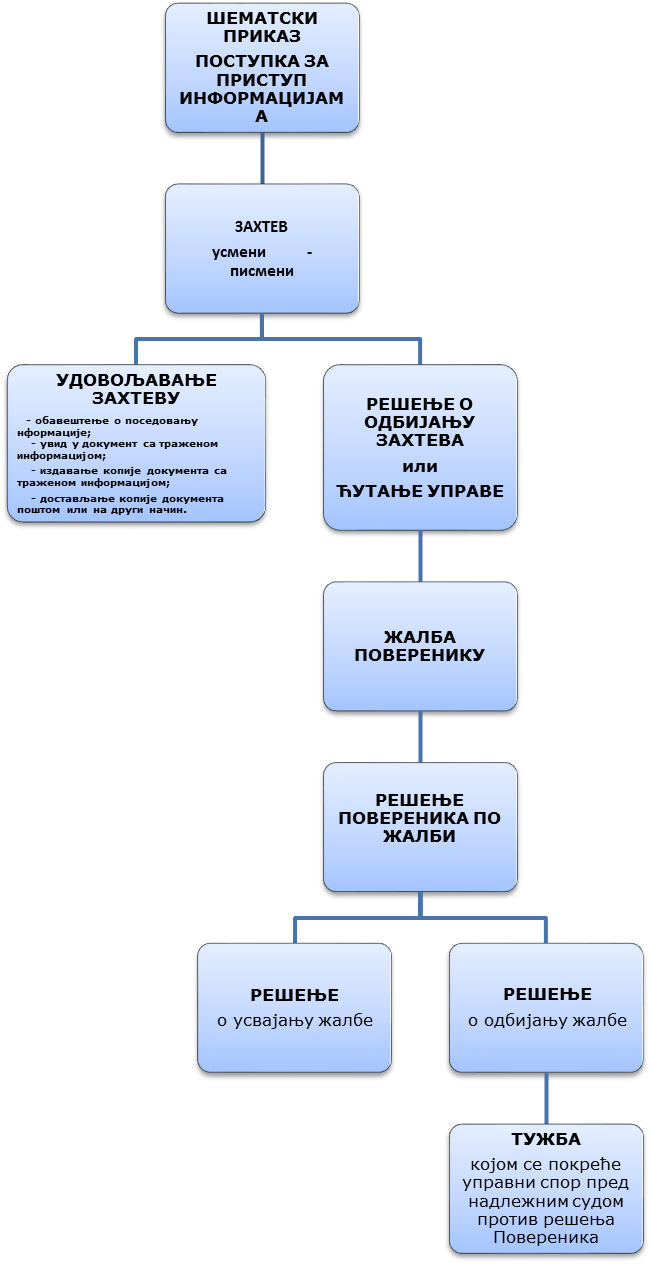 ШЕМАТСКИ
ПРИКАЗ
ПОСТУПКА ЗА
ПРИСТУП
ИНФОРМАЦИЈАМ
А
ЗАХТЕВ
усмени -
писмени
УДОВОЉАВАЊЕ
ЗАХТЕВУ
- обавештење о поседовању
нформације;
- увид у документ са траженом
информацијом;
- издавање копије документа са
траженом информацијом;
- достављање копије документа
поштом или на други начин.
РЕШЕЊЕ О
ОДБИЈАЊУ
ЗАХТЕВА
или
ЋУТАЊЕ УПРАВЕ
ЖАЛБА
ПОВЕРЕНИКУ
РЕШЕЊЕ
ПОВЕРЕНИКА ПО
ЖАЛБИ
РЕШЕЊЕ
о усвајању жалбе
РЕШЕЊЕ
о одбијању жалбе
ТУЖБА
којом се покреће
управни спор пред
надлежним судом
против решења
Повереника